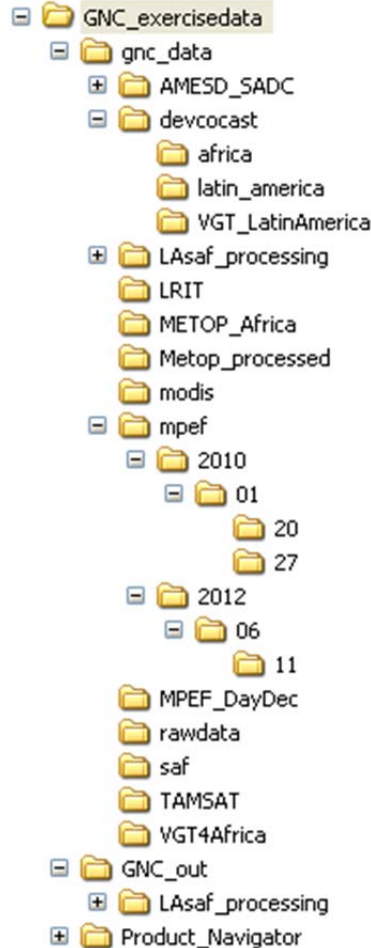 GNC_exercisedata
gnc_data
AMESD_SADC
devcocast
africa
latin_america
VGT_LatinAmerica
LAsaf_processing
LRIT
METOP_Africa
Metop_processed
modis
mpef
2010
01
20
27
2012
06
11
MPEF_DayDec
rawdata
saf
TAMSAT
VGT4Africa
GNC_out
LAsaf_processing
Product_Navigator